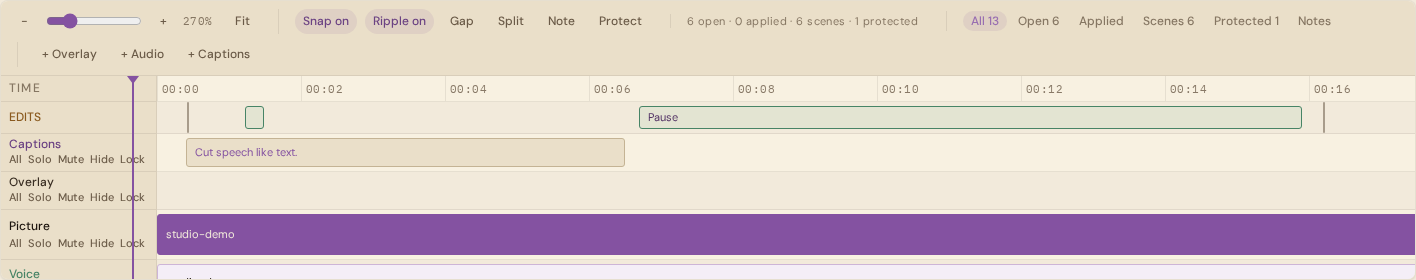 − + 270% Fit Snap on Ripple on Gap Split Note Protect 6 open · 0 applied · 6 scenes · 1 protected All 13 Open 6 Applied Scenes 6 Protected 1 Notes
+ Overlay + Audio + Captions
TIME 00:00 00:02 00:04 00:06 00:08 00:10 00:12 00:14 00:16
EDITS Pause
Captions
All Solo Mute Hide Lock
Cut speech like text.
Overlay
All Solo Mute Hide Lock
Picture
All Solo Mute Hide Lock
studio-demo
Voice